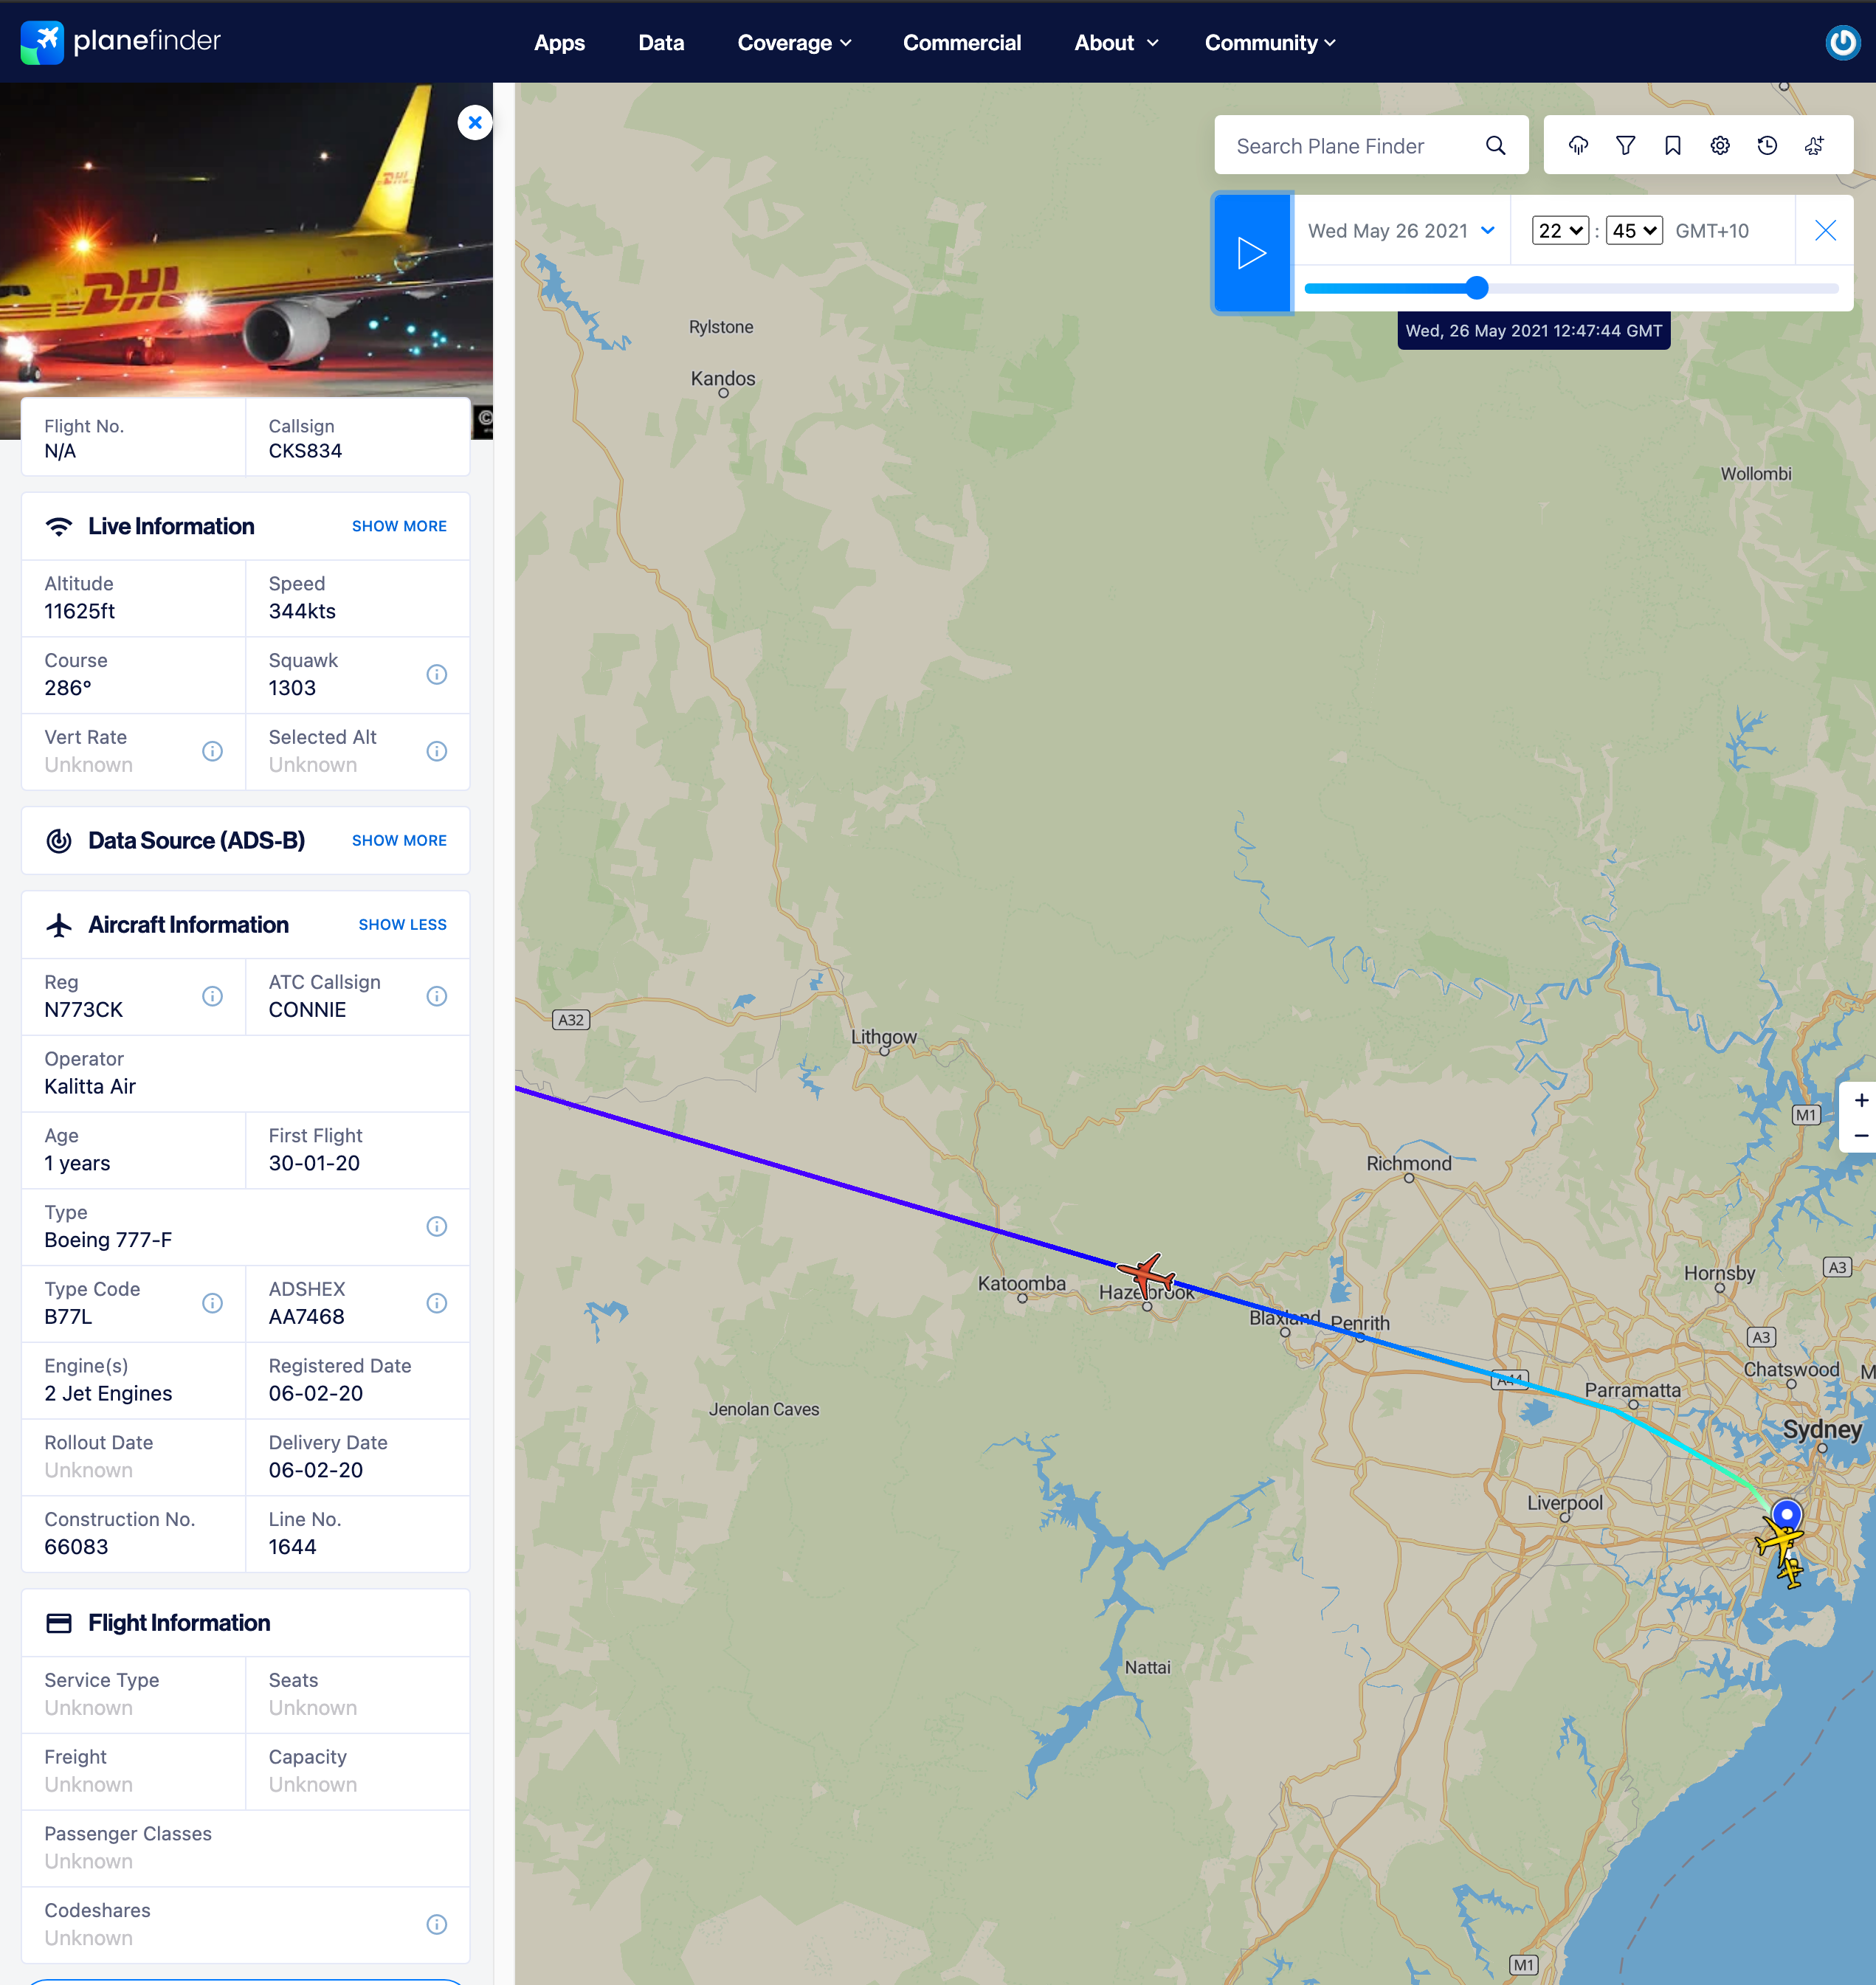 planefinder
Apps
Data
Coverage
Commercial
About
Community
DHL
DHL
©
Flight No.
N/A
Callsign
CKS834
Live Information
SHOW MORE
Altitude
11625ft
Speed
344kts
Course
286°
Squawk
1303
Vert Rate
Unknown
Selected Alt
Unknown
Data Source (ADS-B)
SHOW MORE
Aircraft Information
SHOW LESS
Reg
N773CK
ATC Callsign
CONNIE
Operator
Kalitta Air
Age
1 years
First Flight
30-01-20
Type
Boeing 777-F
Type Code
B77L
ADSHEX
AA7468
Engine(s)
2 Jet Engines
Registered Date
06-02-20
Rollout Date
Unknown
Delivery Date
06-02-20
Construction No.
66083
Line No.
1644
Flight Information
Service Type
Unknown
Seats
Unknown
Freight
Unknown
Capacity
Unknown
Passenger Classes
Unknown
Codeshares
Unknown
Search Plane Finder
Wed May 26 2021
22 : 45 GMT+10
Wed, 26 May 2021 12:47:44 GMT
Rylstone
Kandos
Wollombi
A32
Lithgow
M1
+
−
Richmond
Hornsby
A3
Katoomba
Hazelbrook
Blaxland
Penrith
A3
A44
Chatswood
M
Parramatta
Jenolan Caves
Sydney
Liverpool
Nattai
M1